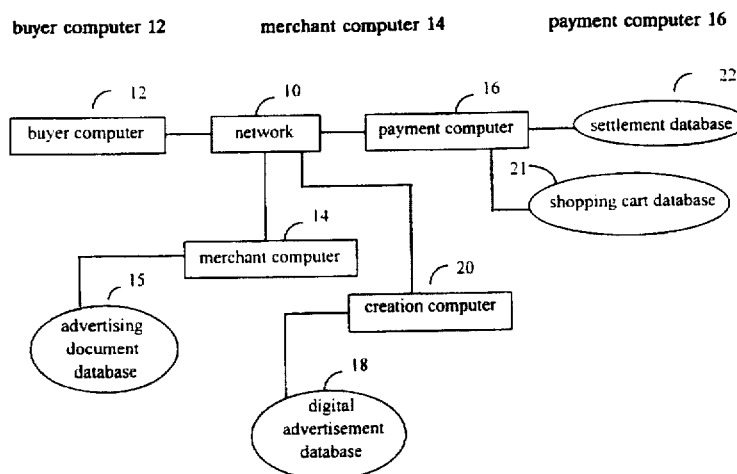 buyer computer 12 merchant computer 14 payment computer 16
12 10 16 22
buyer computer network payment computer settlement database
21
shopping cart database
14
merchant computer
15 20
creation computer
advertising
document
database
18
digital
advertisement
database